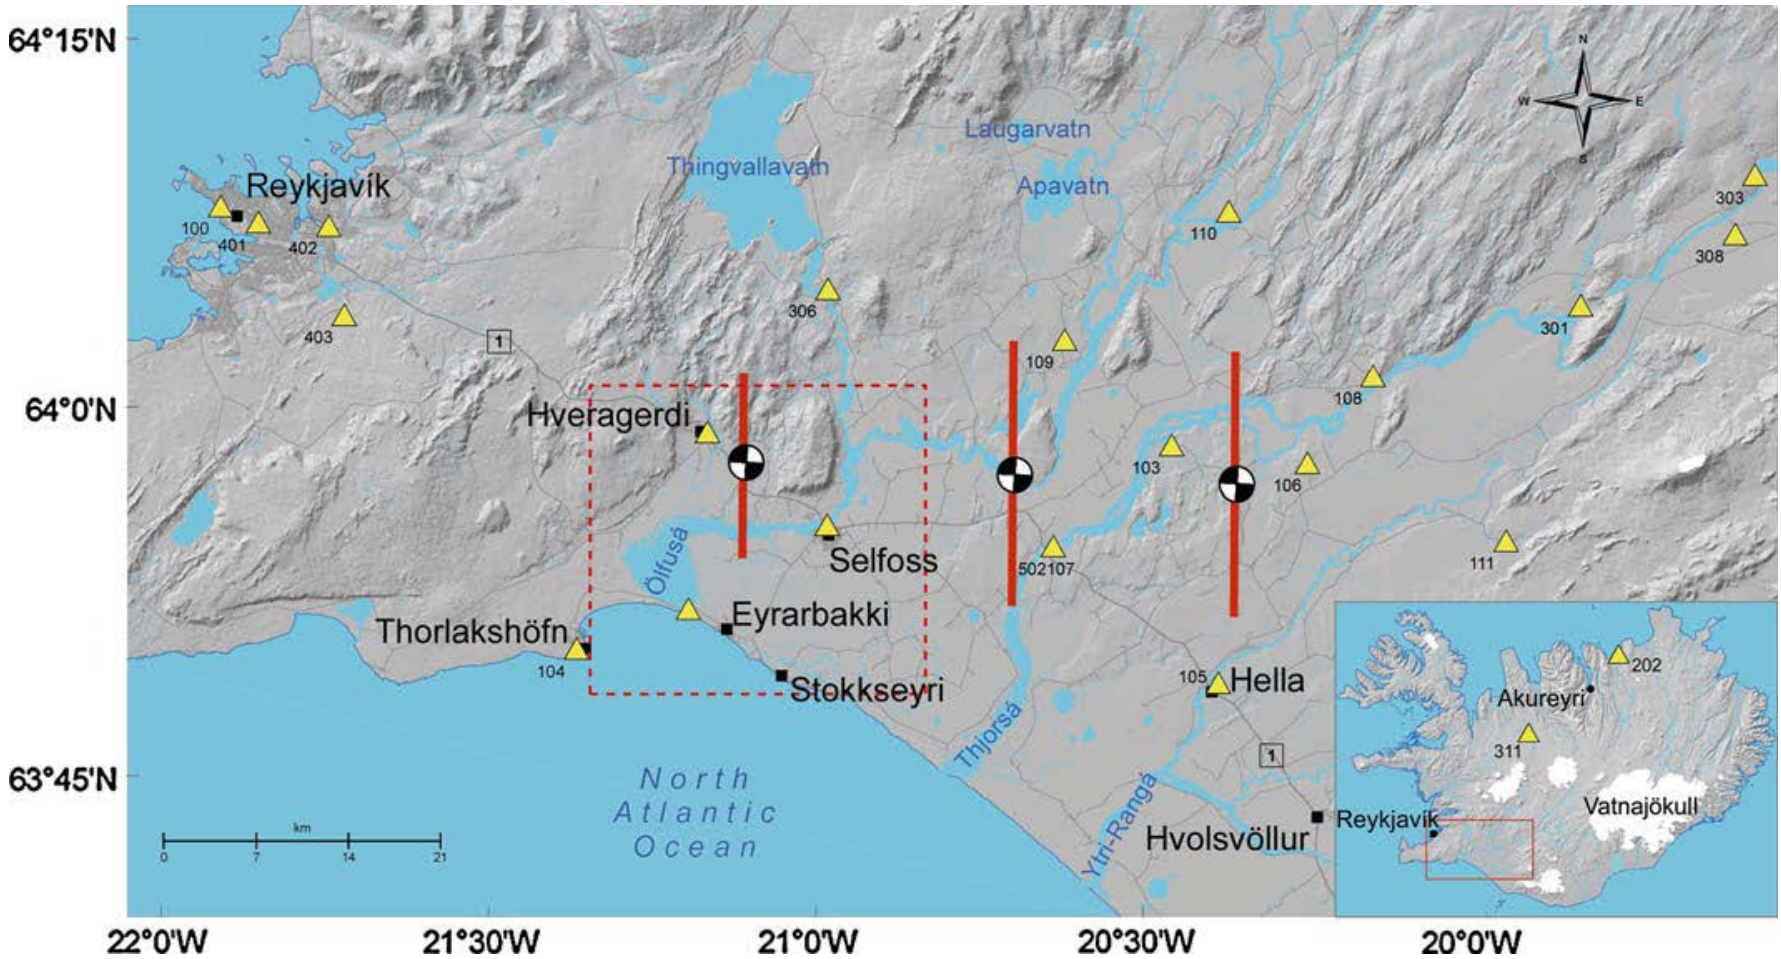 64°15'N
64°0'N
63°45'N
22°0'W
21°30'W
21°0'W
20°30'W
20°0'W
N
W
E
S
Laugarvatn
Thingvallavatn
Apavatn
Reykjavík
100
401
402
403
303
308
110
306
301
1
109
108
Hveragerdi
103
106
Ölfusá
Selfoss
502107
111
Eyrarbakki
Thorlakshöfn
104
Stokkseyri
105
Hella
Thjorsá
1
North
Atlantic
Ocean
Ytri-Rangá
Hvolsvöllur
km
0
7
14
21
202
Akureyri
311
Vatnajökull
Reykjavík